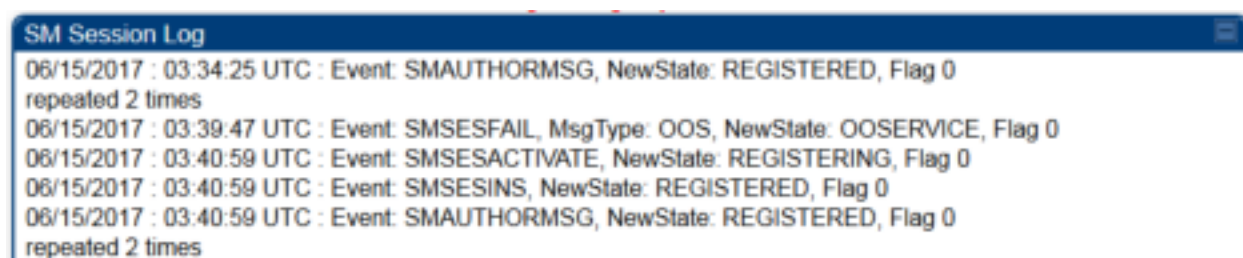 SM Session Log
06/15/2017 : 03:34:25 UTC : Event: SMAUTHORMSG, NewState: REGISTERED, Flag 0
repeated 2 times
06/15/2017 : 03:39:47 UTC : Event: SMSESFAIL, MsgType: OOS, NewState: OOSERVICE, Flag 0
06/15/2017 : 03:40:59 UTC : Event: SMSESACTIVATE, NewState: REGISTERING, Flag 0
06/15/2017 : 03:40:59 UTC : Event: SMSESINS, NewState: REGISTERED, Flag 0
06/15/2017 : 03:40:59 UTC : Event: SMAUTHORMSG, NewState: REGISTERED, Flag 0
repeated 2 times